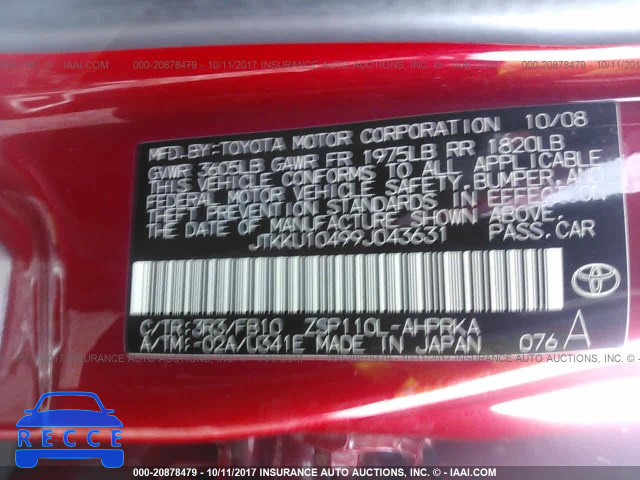 000-20878479 - 10/11/2017 INSURANCE AUTO AUCTIONS, INC. - © IAAI.COM
MFD.BY:TOYOTA MOTOR CORPORATION 10/08
GVWR 3605LB GAWR FR 1975LB RR 1820LB
THIS VEHICLE CONFORMS TO ALL APPLICABLE
FEDERAL MOTOR VEHICLE SAFETY, BUMPER, AND
THEFT PREVENTION STANDARDS IN EFFECT ON
THE DATE OF MANUFACTURE SHOWN ABOVE.
JTKKU10499J043631 PASS.CAR
C/TR:3R3/FB10 ZSP110L-AHPRKA
A/TM:-02A/U341E MADE IN JAPAN 076 A
RECCE
000-20878479 - 10/11/2017 INSURANCE AUTO AUCTIONS, INC. - © IAAI.COM